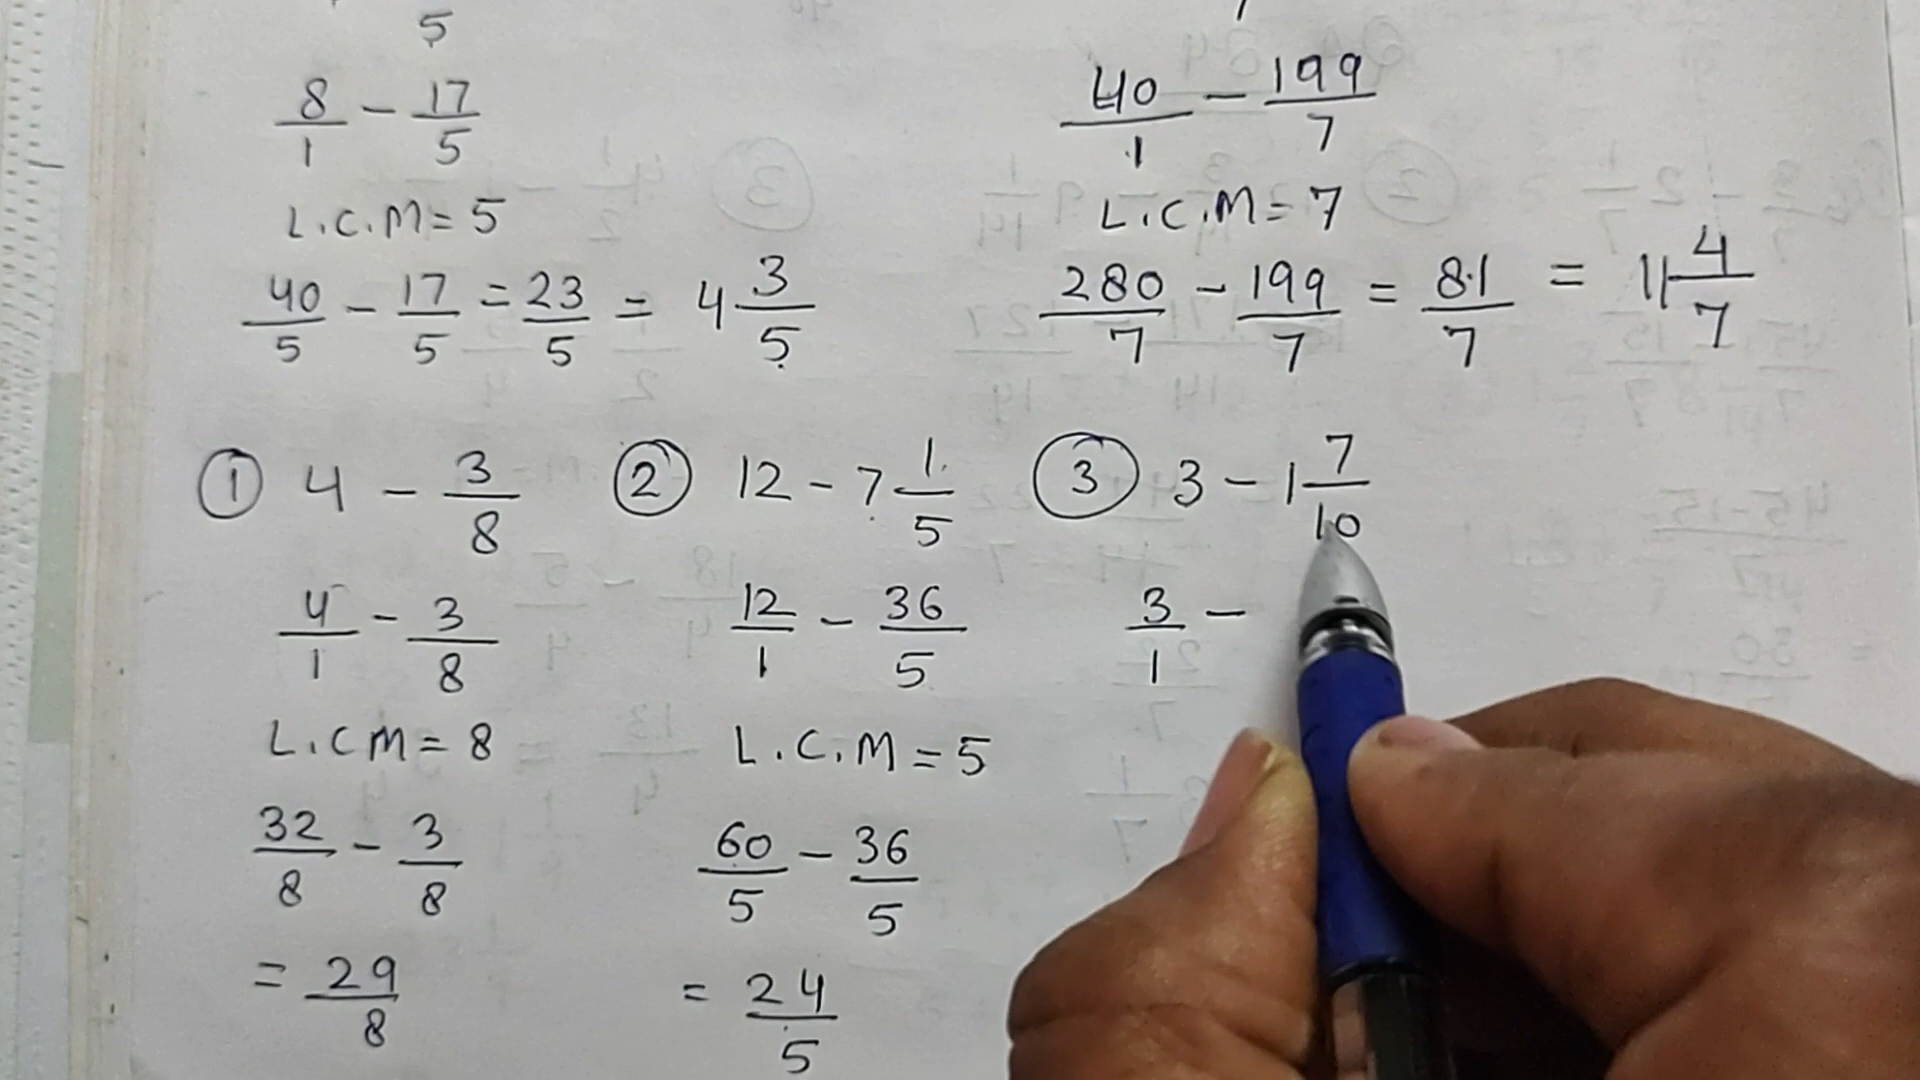 5
8/1 - 17/5
L.C.M = 5
40/5 - 17/5 = 23/5 = 4 3/5
40/1 - 199/7
L.C.M = 7
280/7 - 199/7 = 81/7 = 11 4/7
① 4 - 3/8
4/1 - 3/8
L.C M = 8
32/8 - 3/8
= 29/8
② 12 - 7 1/5
12/1 - 36/5
L.C.M = 5
60/5 - 36/5
= 24/5
③ 3 - 1 7/10
3/1 -